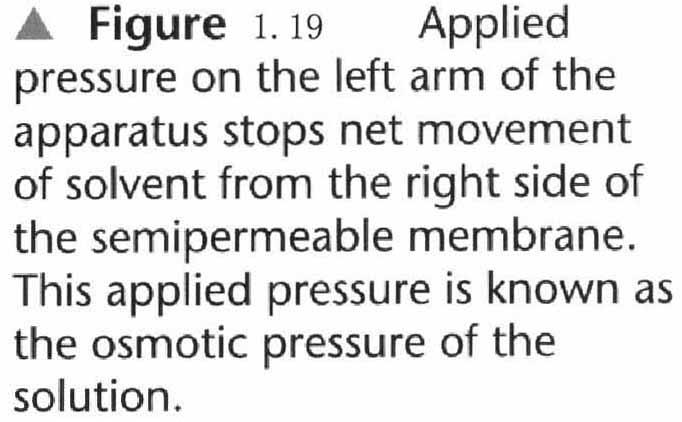 ▲ Figure 1.19 Applied
pressure on the left arm of the
apparatus stops net movement
of solvent from the right side of
the semipermeable membrane.
This applied pressure is known as
the osmotic pressure of the
solution.